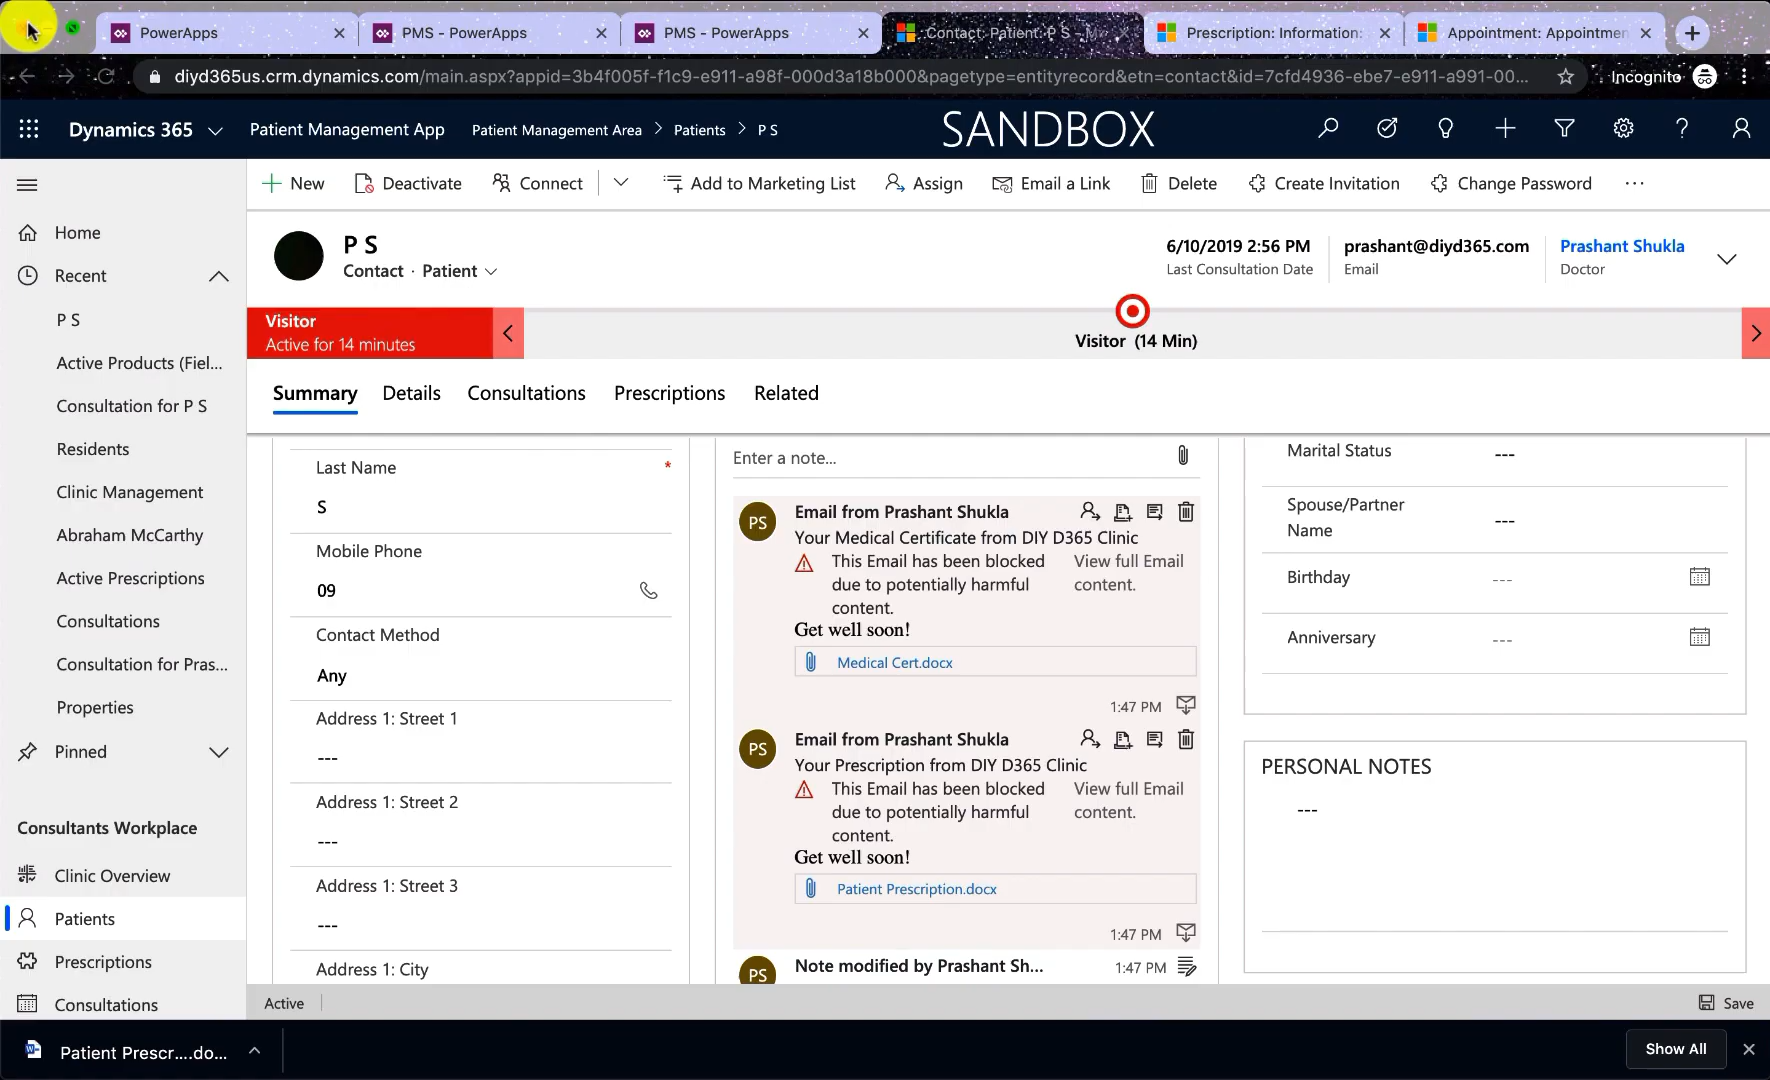 PowerApps
PMS - PowerApps
PMS - PowerApps
Contact: Patient: P S - M
Prescription: Information:
Appointment: Appointmen
diyd365us.crm.dynamics.com/main.aspx?appid=3b4f005f-f1c9-e911-a98f-000d3a18b000&pagetype=entityrecord&etn=contact&id=7cfd4936-ebe7-e911-a991-00...
Incognito
Dynamics 365
Patient Management App
Patient Management Area > Patients > P S
SANDBOX
New
Deactivate
Connect
Add to Marketing List
Assign
Email a Link
Delete
Create Invitation
Change Password
...
Home
Recent
P S
Active Products (Fiel...
Consultation for P S
Residents
Clinic Management
Abraham McCarthy
Active Prescriptions
Consultations
Consultation for Pras...
Properties
Pinned
Consultants Workplace
Clinic Overview
Patients
Prescriptions
Consultations
P S
Contact · Patient
6/10/2019 2:56 PM
Last Consultation Date
prashant@diyd365.com
Email
Prashant Shukla
Doctor
Visitor
Active for 14 minutes
Visitor (14 Min)
Summary
Details
Consultations
Prescriptions
Related
Last Name
*
S
Mobile Phone
09
Contact Method
Any
Address 1: Street 1
---
Address 1: Street 2
---
Address 1: Street 3
---
Address 1: City
Enter a note...
PS
Email from Prashant Shukla
Your Medical Certificate from DIY D365 Clinic
This Email has been blocked
due to potentially harmful
content.
View full Email
content.
Get well soon!
Medical Cert.docx
1:47 PM
PS
Email from Prashant Shukla
Your Prescription from DIY D365 Clinic
This Email has been blocked
due to potentially harmful
content.
View full Email
content.
Get well soon!
Patient Prescription.docx
1:47 PM
PS
Note modified by Prashant Sh...
1:47 PM
Marital Status
---
Spouse/Partner
Name
---
Birthday
---
Anniversary
---
PERSONAL NOTES
---
Active
Save
Patient Prescr....do...
Show All